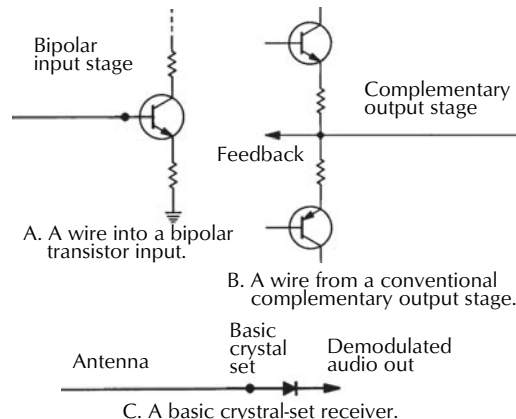 Bipolar
input stage
A. A wire into a bipolar
transistor input.
Complementary
output stage
Feedback
B. A wire from a conventional
complementary output stage.
Antenna
Basic
crystal
set
Demodulated
audio out
C. A basic crystral-set receiver.